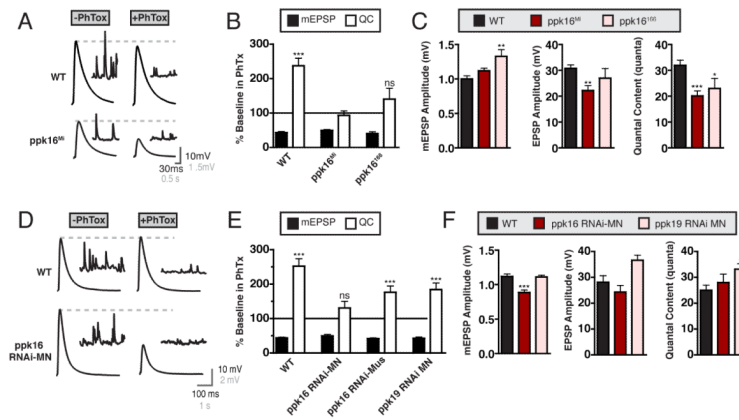 A
-PhTox
+PhTox
WT
ppk16ᴹⁱ
10mV
30ms
1 .5mV
0.5 s
B
mEPSP QC
% Baseline in PhTx
300
200
100
0
***
ns
WT
ppk16ᴹⁱ
ppk16¹⁶⁶
C
WT ppk16ᴹⁱ ppk16¹⁶⁶
mEPSP Amplitude (mV)
1.5
1.0
0.5
0.0
**
EPSP Amplitude (mV)
40
30
20
10
0
**
Quantal Content (quanta)
60
40
20
0
***
*
D
-PhTox
+PhTox
WT
ppk16
RNAi-MN
10 mV
2 mV
100 ms
1 s
E
mEPSP QC
% Baseline in PhTx
300
200
100
0
***
ns
***
***
WT
ppk16 RNAi-MN
ppk16 RNAi-Mus
ppk19 RNAi MN
F
WT ppk16 RNAi-MN ppk19 RNAi MN
mEPSP Amplitude (mV)
1.5
1.0
0.5
0.0
***
EPSP Amplitude (mV)
40
30
20
10
0
Quantal Content (quanta)
40
30
20
10
0